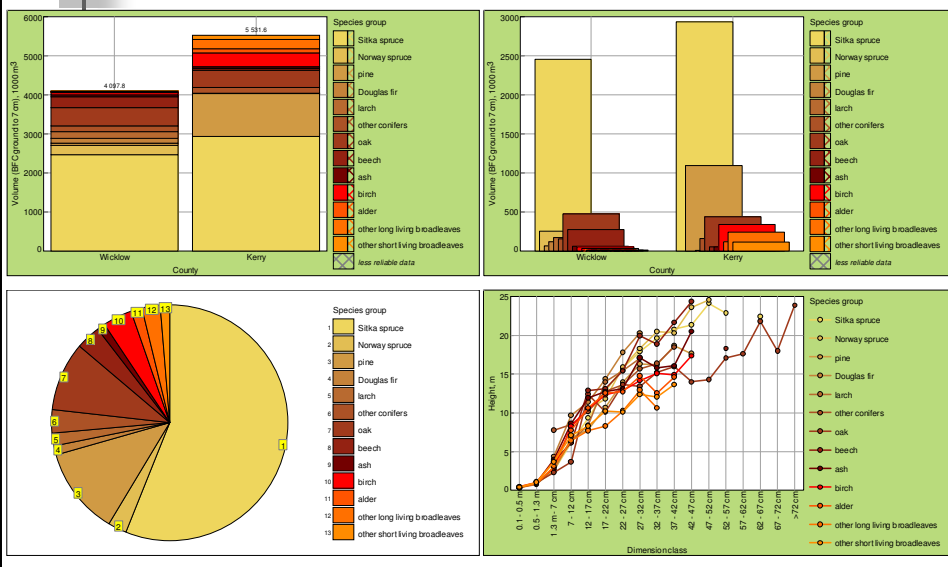 Volume (BFC ground to 7 cm), 1000 m3
6000
5000
4000
3000
2000
1000
0
4 097.8
5 531.6
Wicklow
Kerry
County
Species group
Sitka spruce
Norway spruce
pine
Douglas fir
larch
other conifers
oak
beech
ash
birch
alder
other long living broadleaves
other short living broadleaves
less reliable data
Volume (BFC ground to 7 cm), 1000 m3
3000
2500
2000
1500
1000
500
0
Wicklow
Kerry
County
Species group
Sitka spruce
Norway spruce
pine
Douglas fir
larch
other conifers
oak
beech
ash
birch
alder
other long living broadleaves
other short living broadleaves
less reliable data
1
2
3
4
5
6
7
8
9
10
11
12
13
Species group
1 Sitka spruce
2 Norway spruce
3 pine
4 Douglas fir
5 larch
6 other conifers
7 oak
8 beech
9 ash
10 birch
11 alder
12 other long living broadleaves
13 other short living broadleaves
Height, m
25
20
15
10
5
0
0.1 - 0.5 m
0.5 - 1.3 m
1.3 m - 7 cm
7 - 12 cm
12 - 17 cm
17 - 22 cm
22 - 27 cm
27 - 32 cm
32 - 37 cm
37 - 42 cm
42 - 47 cm
47 - 52 cm
52 - 57 cm
57 - 62 cm
62 - 67 cm
67 - 72 cm
>72 cm
Dimension class
Species group
Sitka spruce
Norway spruce
pine
Douglas fir
larch
other conifers
oak
beech
ash
birch
alder
other long living broadleaves
other short living broadleaves